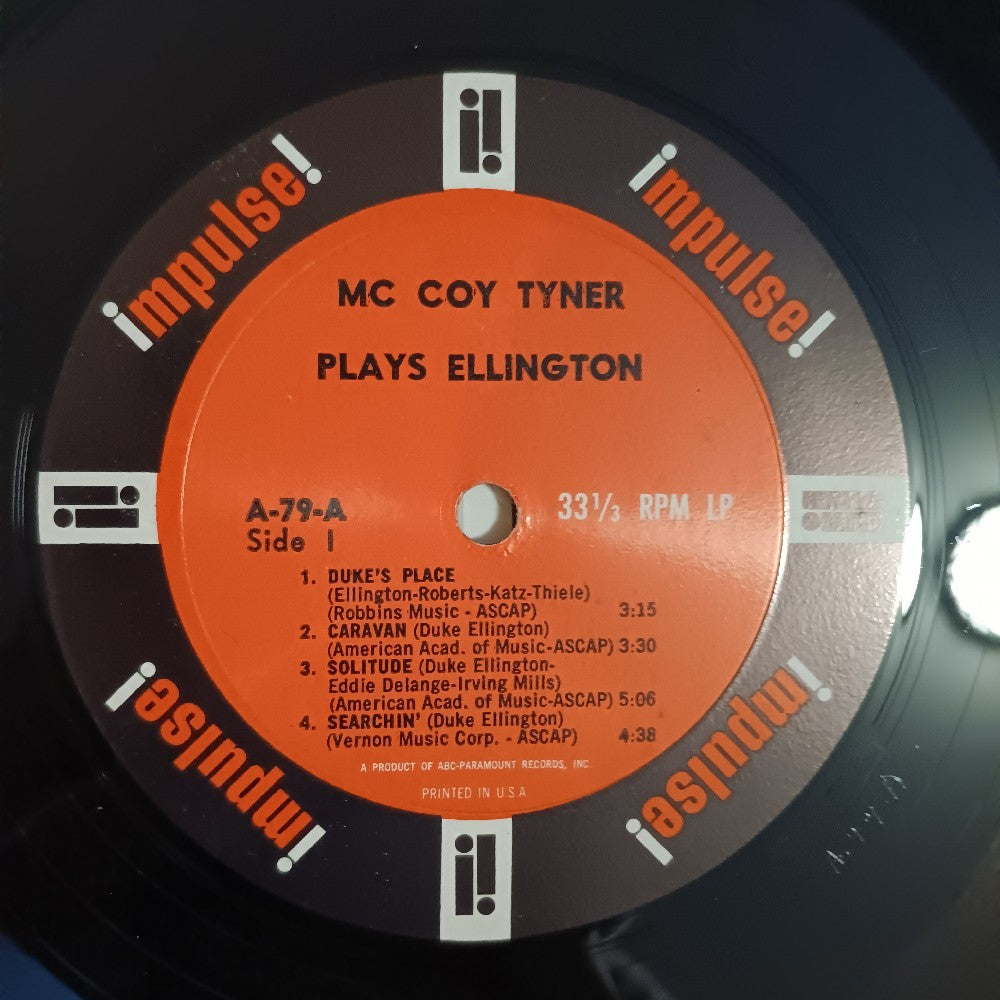 impulse!
impulse!
MC COY TYNER
PLAYS ELLINGTON
A-79-A
Side 1
33 1/3 RPM LP
1. DUKE'S PLACE
(Ellington-Roberts-Katz-Thiele)
(Robbins Music - ASCAP) 3:15
2. CARAVAN (Duke Ellington)
(American Acad. of Music-ASCAP) 3:30
3. SOLITUDE (Duke Ellington-
Eddie Delange-Irving Mills)
(American Acad. of Music-ASCAP) 5:06
4. SEARCHIN' (Duke Ellington)
(Vernon Music Corp. - ASCAP) 4:38
A PRODUCT OF ABC-PARAMOUNT RECORDS, INC.
PRINTED IN U.S.A
impulse!
impulse!